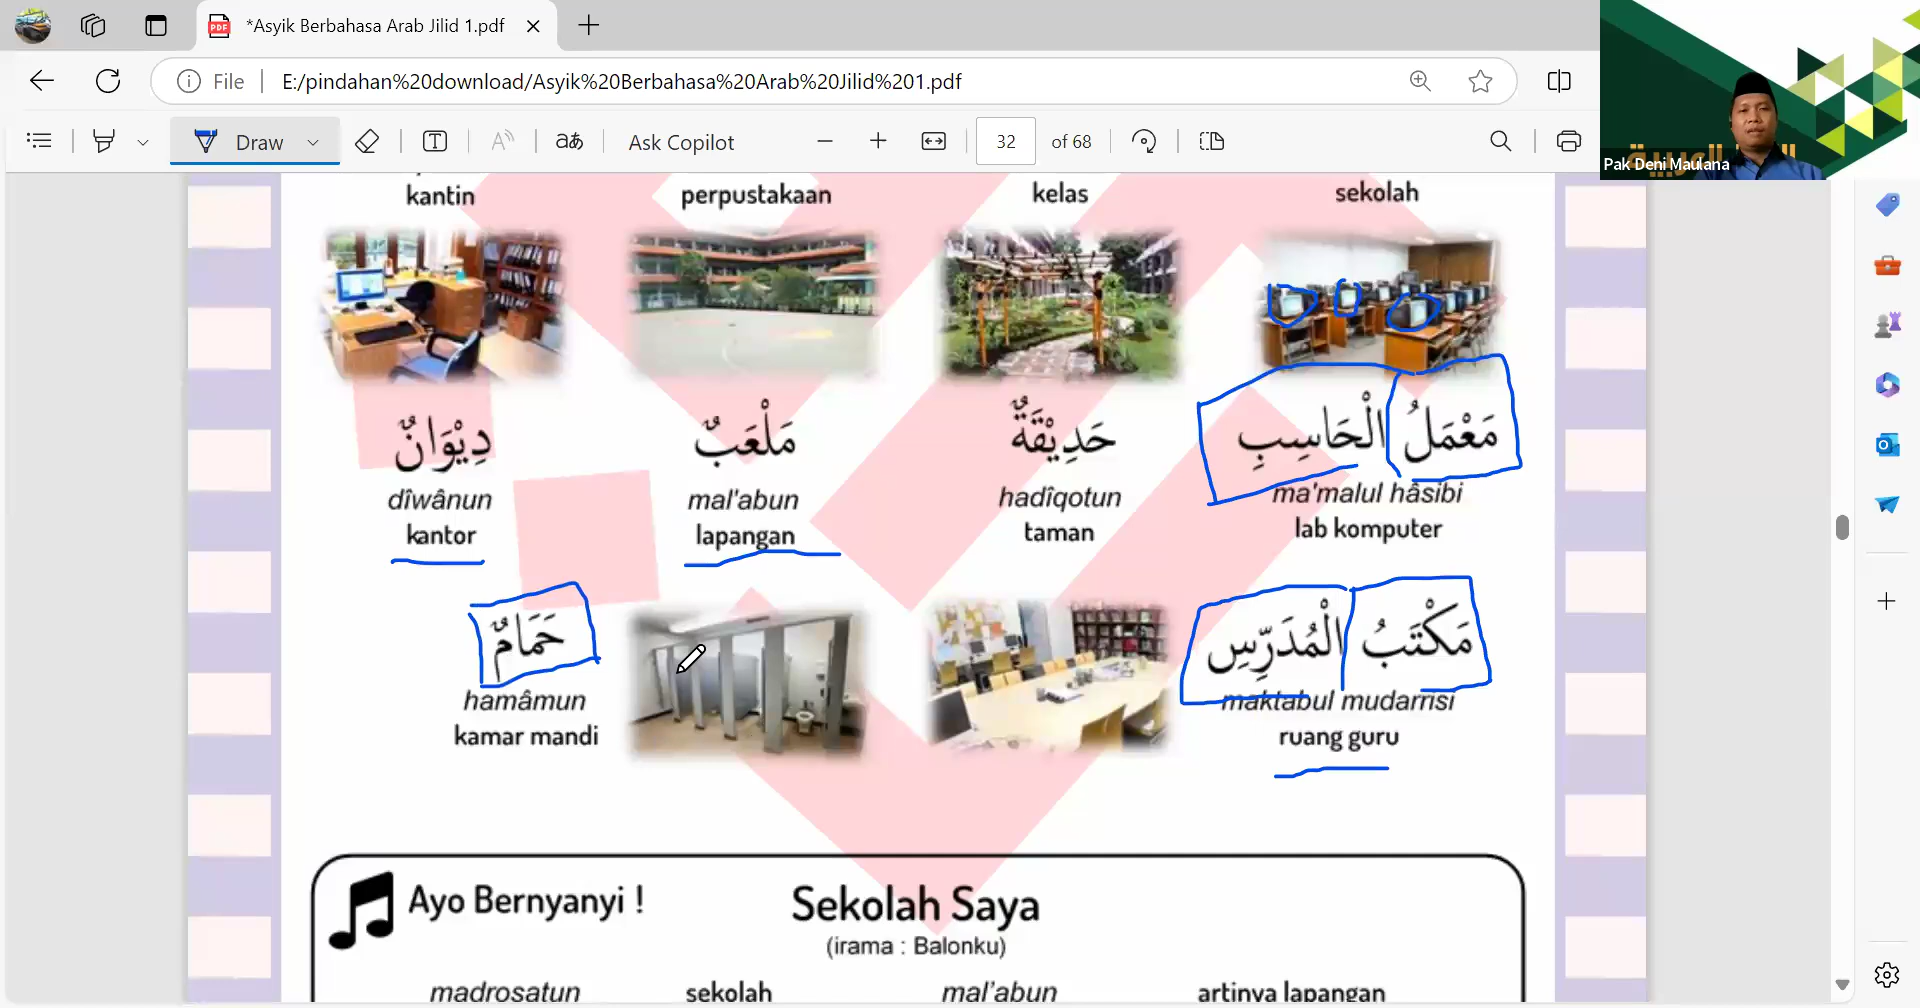 *Asyik Berbahasa Arab Jilid 1.pdf
File
E:/pindahan%20download/Asyik%20Berbahasa%20Arab%20Jilid%201.pdf
Draw
aあ
Ask Copilot
32 of 68
Pak Deni Maulana
kantin perpustakaan kelas sekolah
دِيْوَانٌ مَلْعَبٌ حَدِيْقَةٌ مَعْمَلُ الْحَاسِبِ
dîwânun mal'abun hadîqotun ma'malul hâsibi
kantor lapangan taman lab komputer
حَمَامٌ مَكْتَبُ الْمُدَرِّسِ
hamâmun maktabul mudarrisi
kamar mandi ruang guru
Ayo Bernyanyi ! Sekolah Saya
(irama : Balonku)
madrosatun sekolah mal'abun artinya lapangan